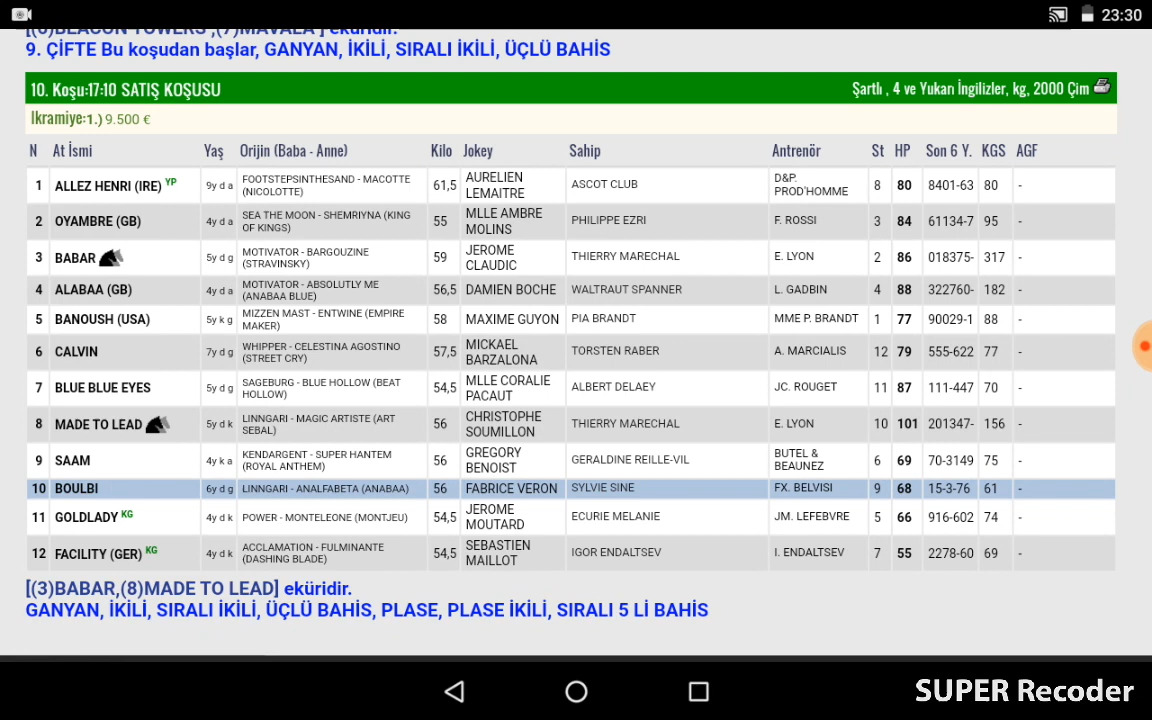 23:30
[(6)BEACON TOWERS ,(7)MAVALA ] eküridir.
9. ÇİFTE Bu koşudan başlar, GANYAN, İKİLİ, SIRALI İKİLİ, ÜÇLÜ BAHİS
10. Koşu:17:10 SATIŞ KOŞUSU Şartlı , 4 ve Yukarı İngilizler, kg, 2000 Çim
Ikramiye:1.) 9.500 €
N At İsmi Yaş Orijin (Baba - Anne) Kilo Jokey Sahip Antrenör St HP Son 6 Y. KGS AGF
1 ALLEZ HENRI (IRE) YP 9y d a FOOTSTEPSINTHESAND - MACOTTE (NICOLOTTE) 61,5 AURELIEN LEMAITRE ASCOT CLUB D&P. PROD'HOMME 8 80 8401-63 80 -
2 OYAMBRE (GB) 4y d a SEA THE MOON - SHEMRIYNA (KING OF KINGS) 55 MLLE AMBRE MOLINS PHILIPPE EZRI F. ROSSI 3 84 61134-7 95 -
3 BABAR 5y d g MOTIVATOR - BARGOUZINE (STRAVINSKY) 59 JEROME CLAUDIC THIERRY MARECHAL E. LYON 2 86 018375- 317 -
4 ALABAA (GB) 4y d a MOTIVATOR - ABSOLUTLY ME (ANABAA BLUE) 56,5 DAMIEN BOCHE WALTRAUT SPANNER L. GADBIN 4 88 322760- 182 -
5 BANOUSH (USA) 5y k g MIZZEN MAST - ENTWINE (EMPIRE MAKER) 58 MAXIME GUYON PIA BRANDT MME P. BRANDT 1 77 90029-1 88 -
6 CALVIN 7y d g WHIPPER - CELESTINA AGOSTINO (STREET CRY) 57,5 MICKAEL BARZALONA TORSTEN RABER A. MARCIALIS 12 79 555-622 77 -
7 BLUE BLUE EYES 5y d g SAGEBURG - BLUE HOLLOW (BEAT HOLLOW) 54,5 MLLE CORALIE PACAUT ALBERT DELAEY JC. ROUGET 11 87 111-447 70 -
8 MADE TO LEAD 5y d k LINNGARI - MAGIC ARTISTE (ART SEBAL) 56 CHRISTOPHE SOUMILLON THIERRY MARECHAL E. LYON 10 101 201347- 156 -
9 SAAM 4y k a KENDARGENT - SUPER HANTEM (ROYAL ANTHEM) 56 GREGORY BENOIST GERALDINE REILLE-VIL BUTEL & BEAUNEZ 6 69 70-3149 75 -
10 BOULBI 6y d g LINNGARI - ANALFABETA (ANABAA) 56 FABRICE VERON SYLVIE SINE FX. BELVISI 9 68 15-3-76 61 -
11 GOLDLADY KG 4y d k POWER - MONTELEONE (MONTJEU) 54,5 JEROME MOUTARD ECURIE MELANIE JM. LEFEBVRE 5 66 916-602 74 -
12 FACILITY (GER) KG 4y d k ACCLAMATION - FULMINANTE (DASHING BLADE) 54,5 SEBASTIEN MAILLOT IGOR ENDALTSEV I. ENDALTSEV 7 55 2278-60 69 -
[(3)BABAR,(8)MADE TO LEAD] eküridir.
GANYAN, İKİLİ, SIRALI İKİLİ, ÜÇLÜ BAHİS, PLASE, PLASE İKİLİ, SIRALI 5 Lİ BAHİS
SUPER Recoder